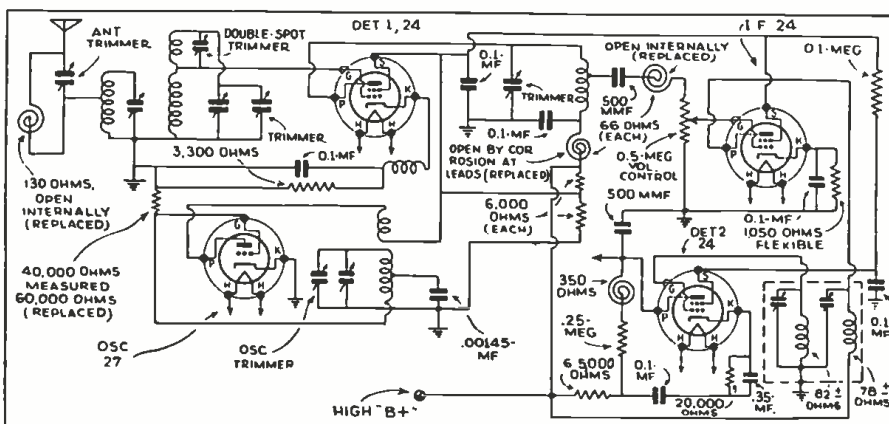 ANT
TRIMMER
DOUBLE-SPOT
TRIMMER
DET 1, 24
OPEN INTERNALLY
(REPLACED)
I F 24
0.1-MEG
0.1-
MF
TRIMMER
500
MMF
TRIMMER
0.1-MF
66 OHMS
(EACH)
0.5-MEG
VOL
CONTROL
3,300 OHMS
0.1-MF
OPEN BY COR
ROSION AT
LEADS (REPLACED)
130 OHMS,
OPEN
INTERNALLY
(REPLACED)
6,000
OHMS
(EACH)
500 MMF
0.1-MF
1,050 OHMS
FLEXIBLE
DET 2
24
40,000 OHMS
MEASURED
60,000 OHMS
(REPLACED)
350
OHMS
OSC
27
OSC
TRIMMER
.00145-
MF
.25-
MEG
0.1
MF
6,5000
OHMS
0.1-
MF
HIGH "B+"
20,000
OHMS
.35-
MF.
82 ±
OHMS
78 ±
OHMS
G
S
P
K
H
H
G
S
P
K
H
H
G
P
K
H
H
G
S
P
K
H
H